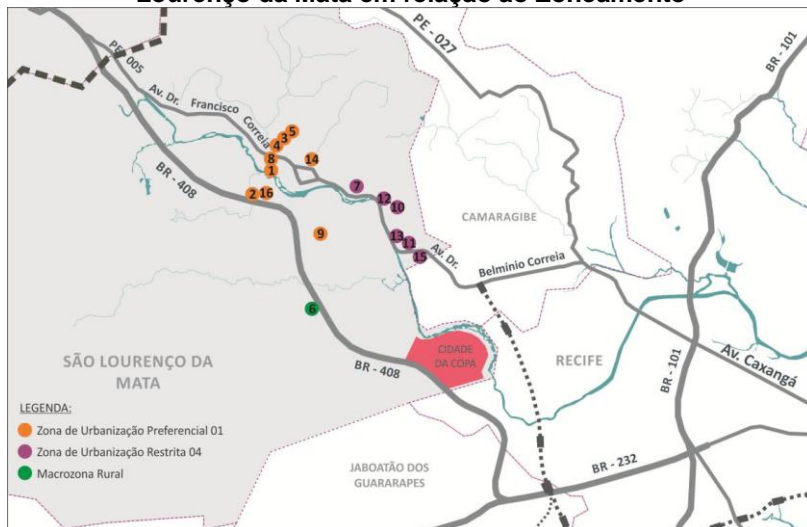 Lourenço da Mata em relação ao Zoneamento
PE - 027
BR - 101
PE - 005
Av. Dr. Francisco Correia
5
3
4
8
14
1
7
2
16
12
10
BR - 408
CAMARAGIBE
9
13
11
15
Av. Dr. Belmínio Correia
6
SÃO LOURENÇO DA
MATA
CIDADE
DA COPA
RECIFE
BR - 101
Av. Caxangá
BR - 408
LEGENDA:
Zona de Urbanização Preferencial 01
Zona de Urbanização Restrita 04
Macrozona Rural
JABOATÃO DOS
GUARARAPES
BR - 232